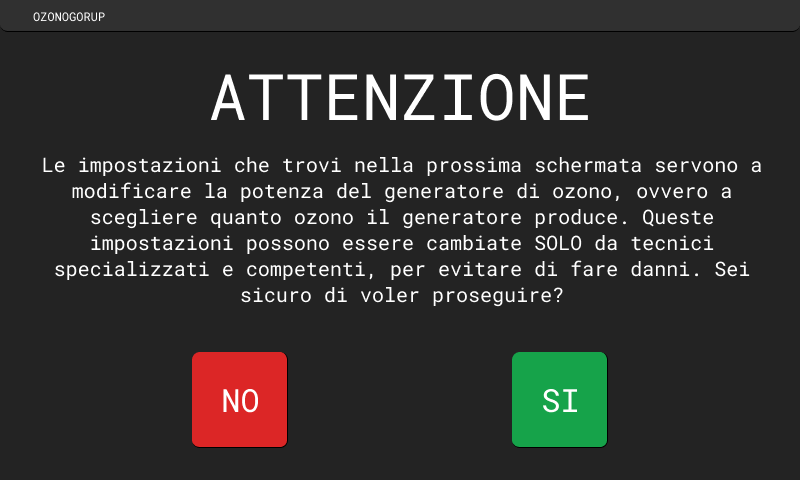 OZONOGORUP
ATTENZIONE
Le impostazioni che trovi nella prossima schermata servono a
modificare la potenza del generatore di ozono, ovvero a
scegliere quanto ozono il generatore produce. Queste
impostazioni possono essere cambiate SOLO da tecnici
specializzati e competenti, per evitare di fare danni. Sei
sicuro di voler proseguire?
NO
SI